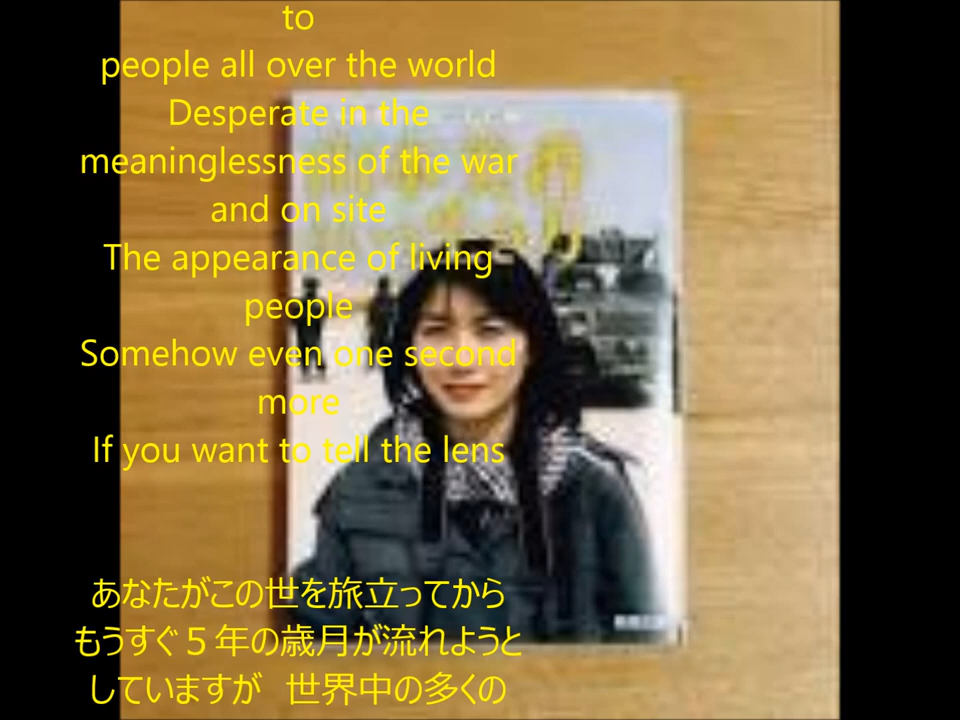 to
people all over the world
Desperate in the
meaninglessness of the war
and on site
The appearance of living
people
Somehow even one second
more
If you want to tell the lens
あなたがこの世を旅立ってから
もうすぐ５年の歳月が流れようと
していますが　世界中の多くの